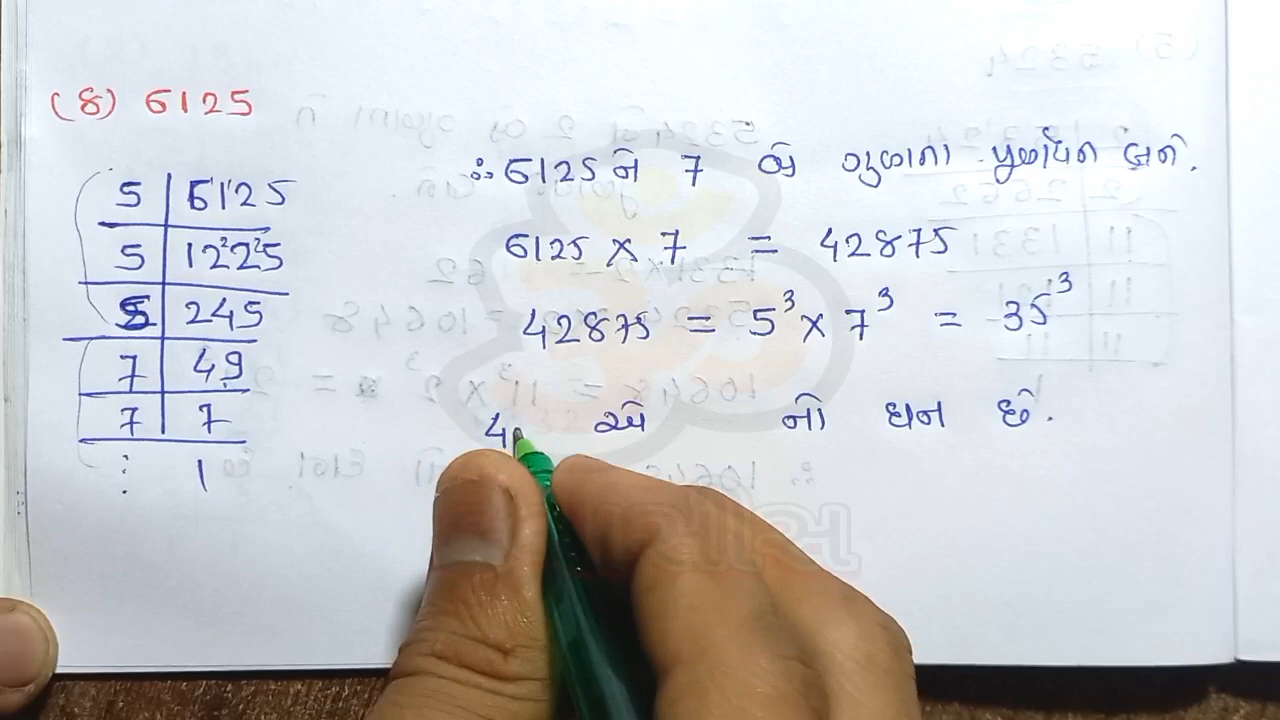 (8) 6125
5 | 6125
5 | 1225
5 | 245
7 | 49
7 | 7
: 1
∴ 6125 ને 7 વડે ગુણતા પૂર્ણઘન બને.
6125 × 7 = 42875
42875 = 5³ × 7³ = 35³
4 એ નો ઘન છે.